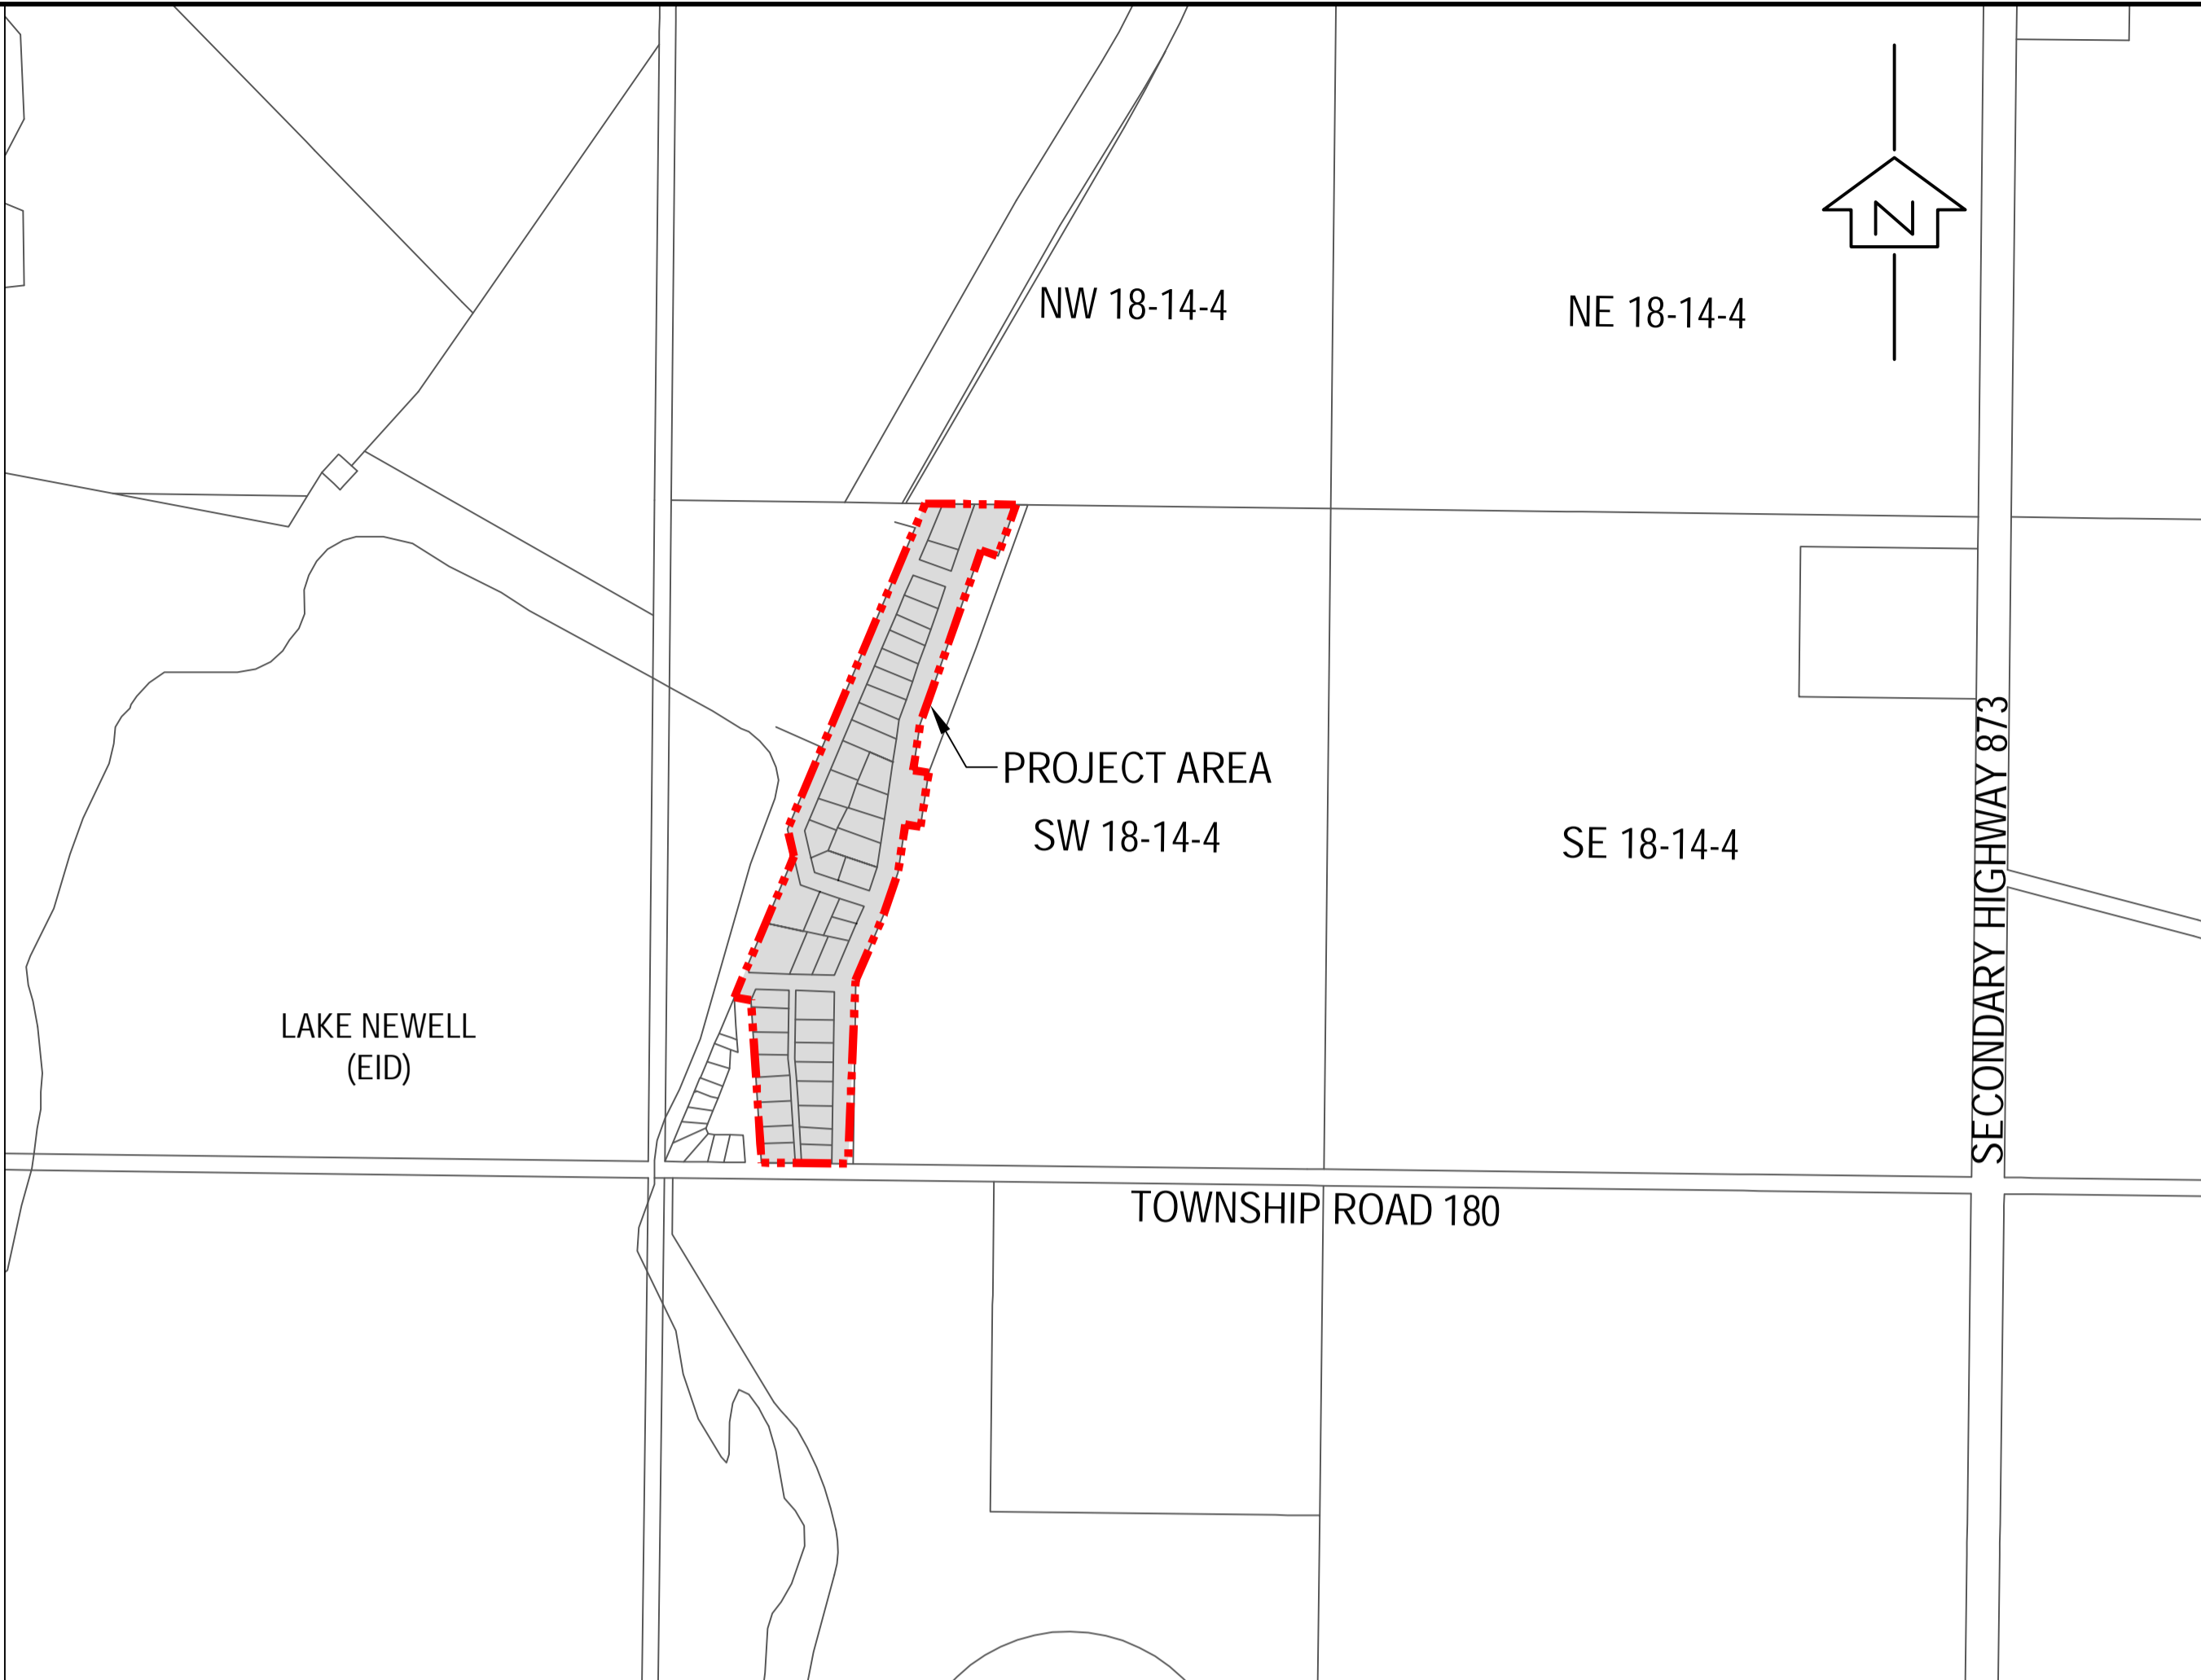 N
NW 18-14-4
NE 18-14-4
PROJECT AREA
SW 18-14-4
SE 18-14-4
SECONDARY HIGHWAY 873
LAKE NEWELL
(EID)
TOWNSHIP ROAD 180